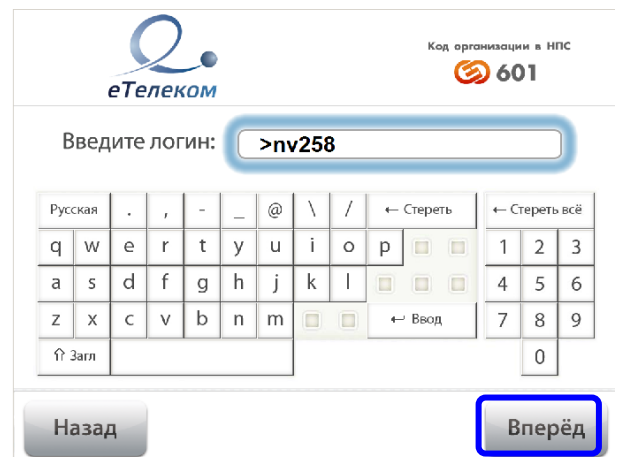 Код организации в НПС
601
еТелеком
Введите логин: >nv258
Русская . , - _ @ \ / ← Стереть ← Стереть всё
q w e r t y u i o p 1 2 3
a s d f g h j k l 4 5 6
z x c v b n m ↵ Ввод 7 8 9
⇧ Загл 0
Назад Вперёд